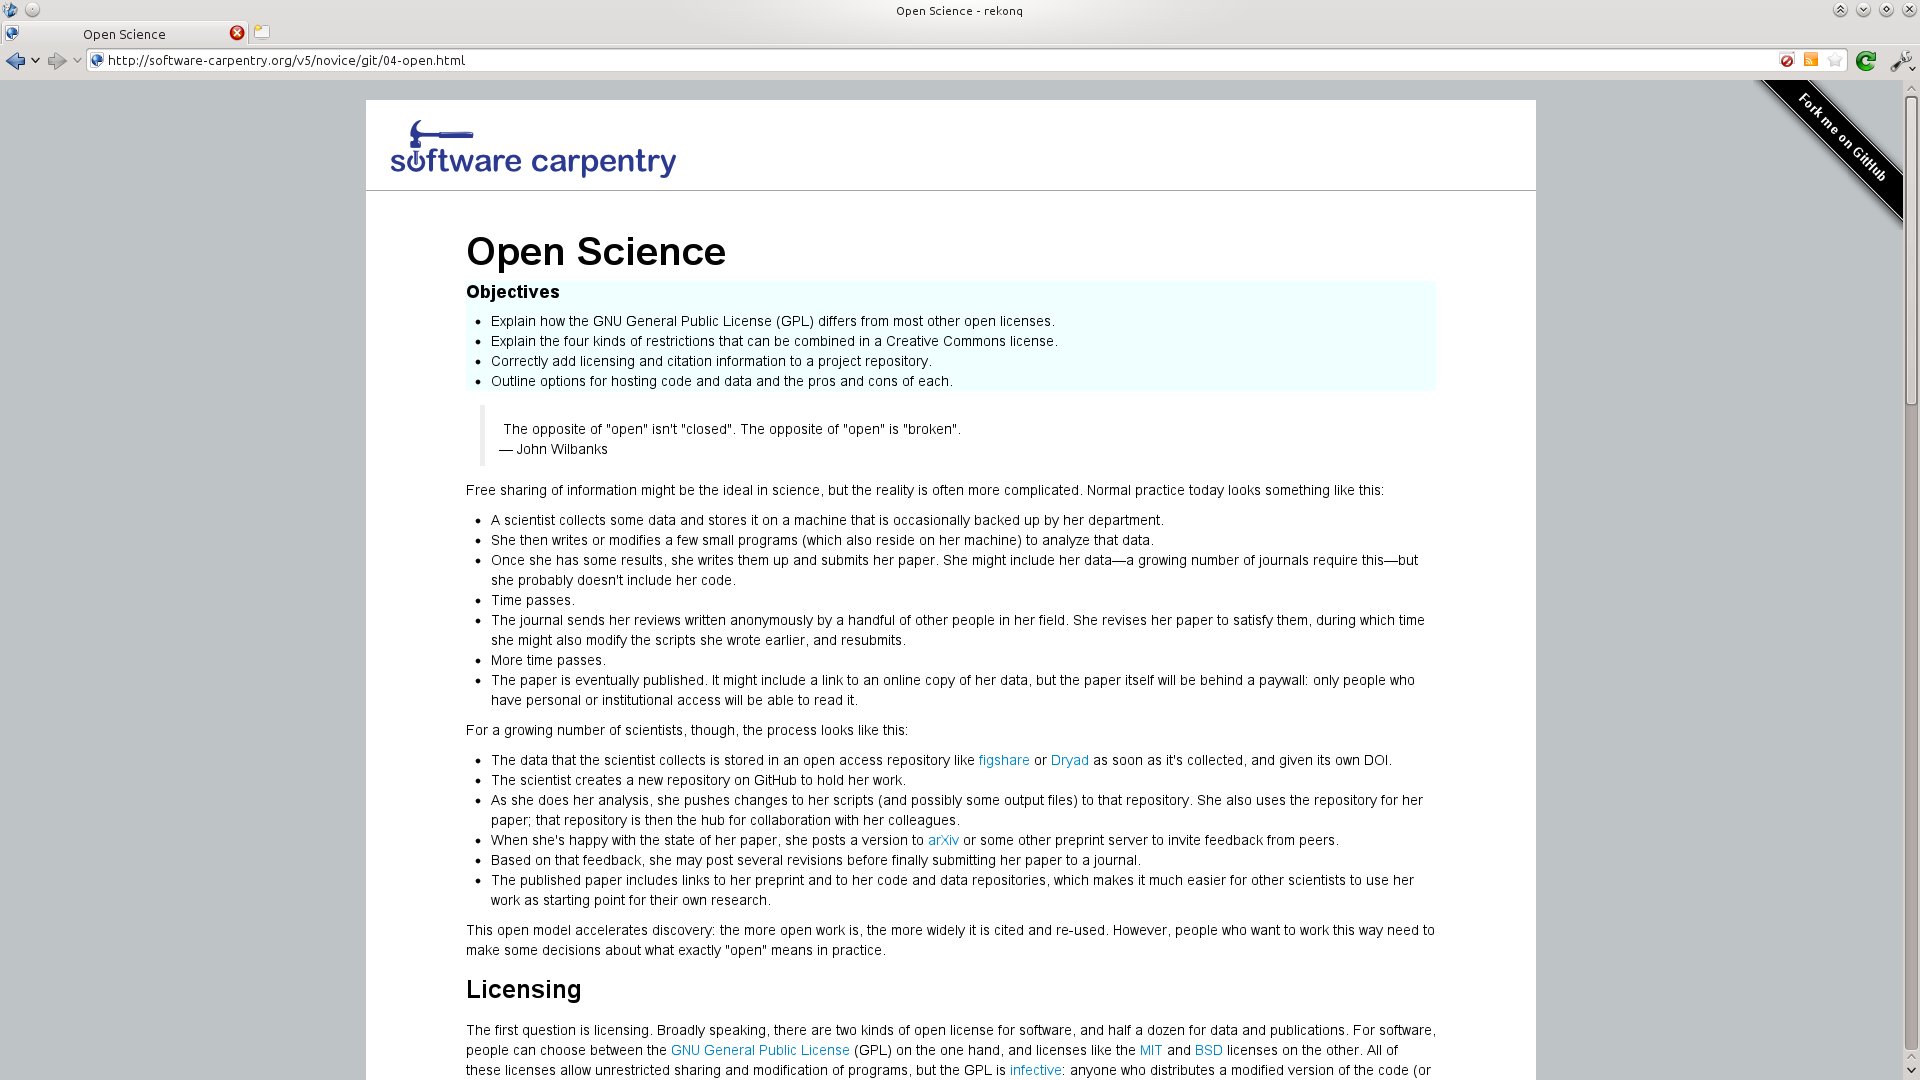 Open Science - rekonq
Open Science
http://software-carpentry.org/v5/novice/git/04-open.html
Fork me on GitHub
software carpentry
Open Science
Objectives
Explain how the GNU General Public License (GPL) differs from most other open licenses.
Explain the four kinds of restrictions that can be combined in a Creative Commons license.
Correctly add licensing and citation information to a project repository.
Outline options for hosting code and data and the pros and cons of each.
The opposite of "open" isn't "closed". The opposite of "open" is "broken".
— John Wilbanks
Free sharing of information might be the ideal in science, but the reality is often more complicated. Normal practice today looks something like this:
A scientist collects some data and stores it on a machine that is occasionally backed up by her department.
She then writes or modifies a few small programs (which also reside on her machine) to analyze that data.
Once she has some results, she writes them up and submits her paper. She might include her data—a growing number of journals require this—but
she probably doesn't include her code.
Time passes.
The journal sends her reviews written anonymously by a handful of other people in her field. She revises her paper to satisfy them, during which time
she might also modify the scripts she wrote earlier, and resubmits.
More time passes.
The paper is eventually published. It might include a link to an online copy of her data, but the paper itself will be behind a paywall: only people who
have personal or institutional access will be able to read it.
For a growing number of scientists, though, the process looks like this:
The data that the scientist collects is stored in an open access repository like figshare or Dryad as soon as it's collected, and given its own DOI.
The scientist creates a new repository on GitHub to hold her work.
As she does her analysis, she pushes changes to her scripts (and possibly some output files) to that repository. She also uses the repository for her
paper; that repository is then the hub for collaboration with her colleagues.
When she's happy with the state of her paper, she posts a version to arXiv or some other preprint server to invite feedback from peers.
Based on that feedback, she may post several revisions before finally submitting her paper to a journal.
The published paper includes links to her preprint and to her code and data repositories, which makes it much easier for other scientists to use her
work as starting point for their own research.
This open model accelerates discovery: the more open work is, the more widely it is cited and re-used. However, people who want to work this way need to
make some decisions about what exactly "open" means in practice.
Licensing
The first question is licensing. Broadly speaking, there are two kinds of open license for software, and half a dozen for data and publications. For software,
people can choose between the GNU General Public License (GPL) on the one hand, and licenses like the MIT and BSD licenses on the other. All of
these licenses allow unrestricted sharing and modification of programs, but the GPL is infective: anyone who distributes a modified version of the code (or